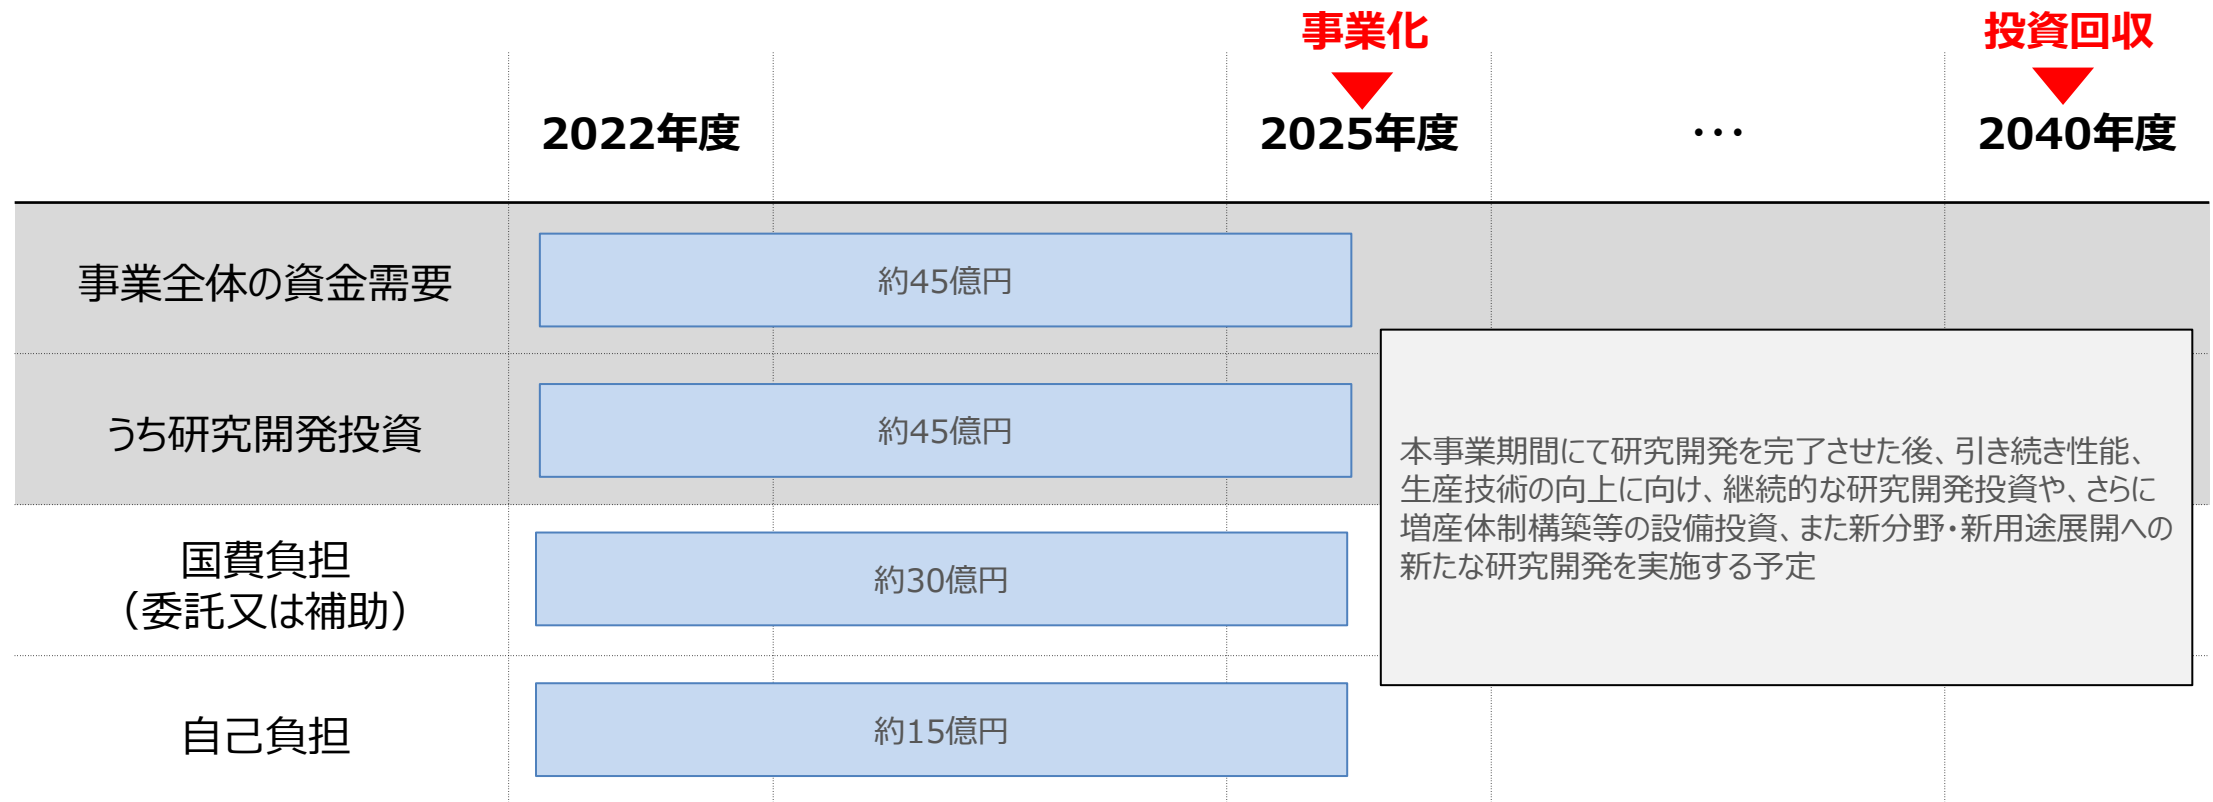 事業化
投資回収
2022年度
2025年度
・・・
2040年度
事業全体の資金需要
約45億円
うち研究開発投資
約45億円
本事業期間にて研究開発を完了させた後、引き続き性能、
生産技術の向上に向け、継続的な研究開発投資や、さらに
増産体制構築等の設備投資、また新分野・新用途展開への
新たな研究開発を実施する予定
国費負担
（委託又は補助）
約30億円
自己負担
約15億円